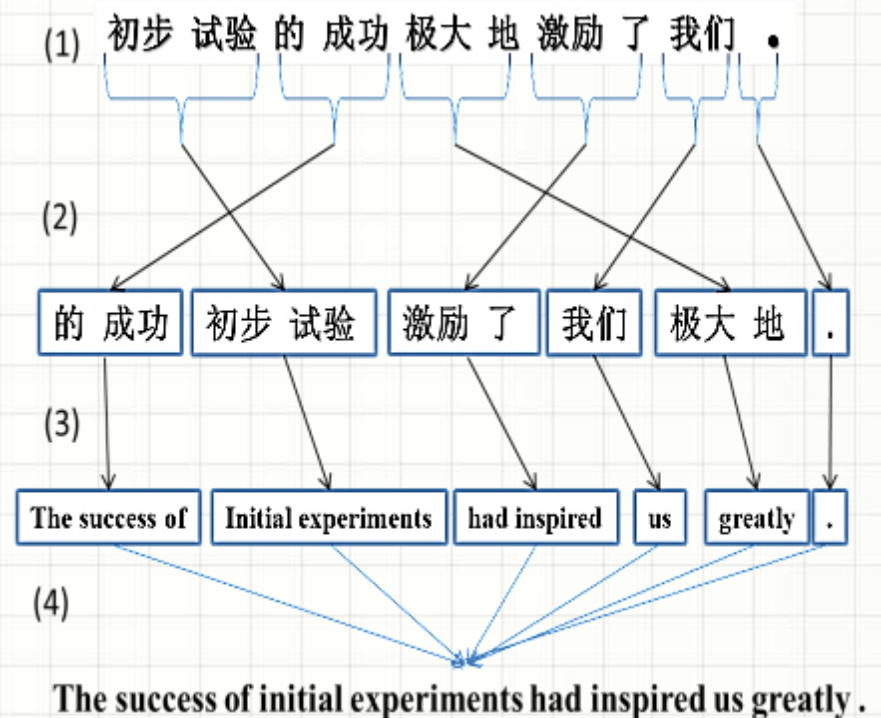 (1) 初步 试验 的 成功 极大 地 激励 了 我们 .
(2)
的 成功 初步 试验 激励 了 我们 极大 地 .
(3)
The success of Initial experiments had inspired us greatly .
(4)
The success of initial experiments had inspired us greatly .